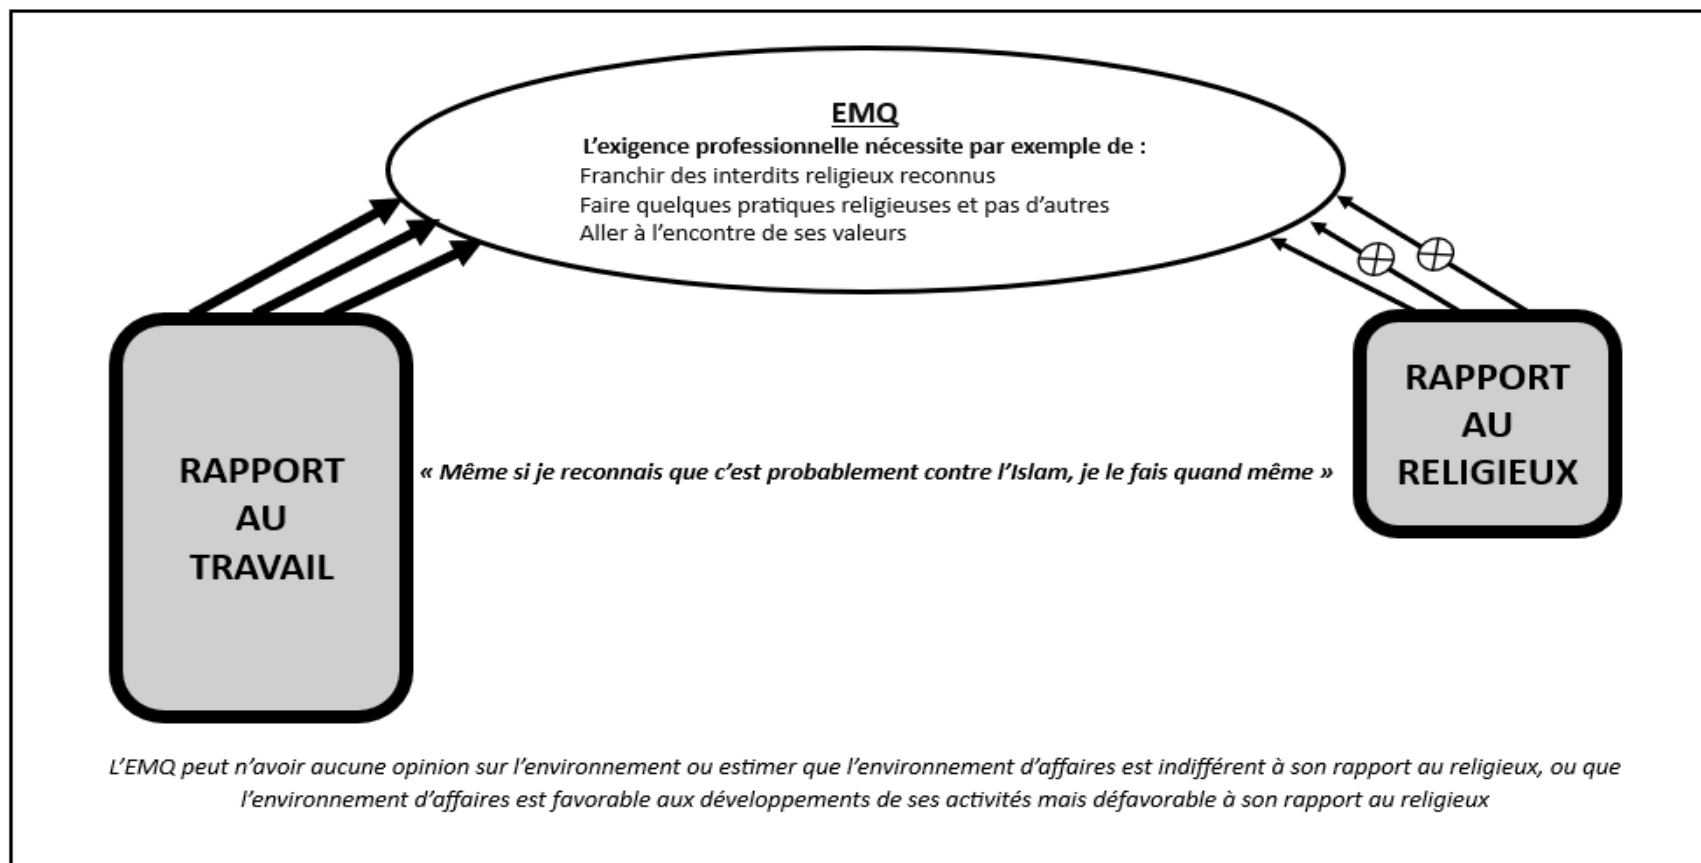 EMQ
L’exigence professionnelle nécessite par exemple de :
Franchir des interdits religieux reconnus
Faire quelques pratiques religieuses et pas d’autres
Aller à l’encontre de ses valeurs
RAPPORT
AU
TRAVAIL
« Même si je reconnais que c’est probablement contre l’Islam, je le fais quand même »
RAPPORT
AU
RELIGIEUX
L’EMQ peut n’avoir aucune opinion sur l’environnement ou estimer que l’environnement d’affaires est indifférent à son rapport au religieux, ou que
l’environnement d’affaires est favorable aux développements de ses activités mais défavorable à son rapport au religieux